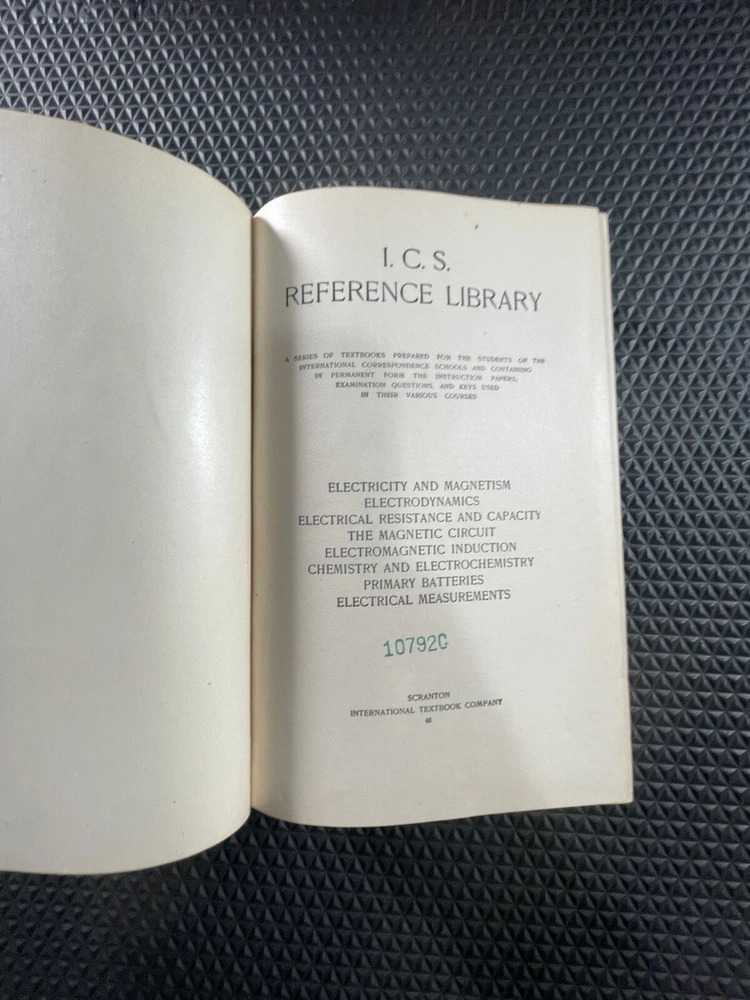 I. C. S.
REFERENCE LIBRARY
A SERIES OF TEXTBOOKS PREPARED FOR THE STUDENTS OF THE
INTERNATIONAL CORRESPONDENCE SCHOOLS AND CONTAINING
IN PERMANENT FORM THE INSTRUCTION PAPERS,
EXAMINATION QUESTIONS, AND KEYS USED
IN THEIR VARIOUS COURSES
ELECTRICITY AND MAGNETISM
ELECTRODYNAMICS
ELECTRICAL RESISTANCE AND CAPACITY
THE MAGNETIC CIRCUIT
ELECTROMAGNETIC INDUCTION
CHEMISTRY AND ELECTROCHEMISTRY
PRIMARY BATTERIES
ELECTRICAL MEASUREMENTS
107920
SCRANTON
INTERNATIONAL TEXTBOOK COMPANY